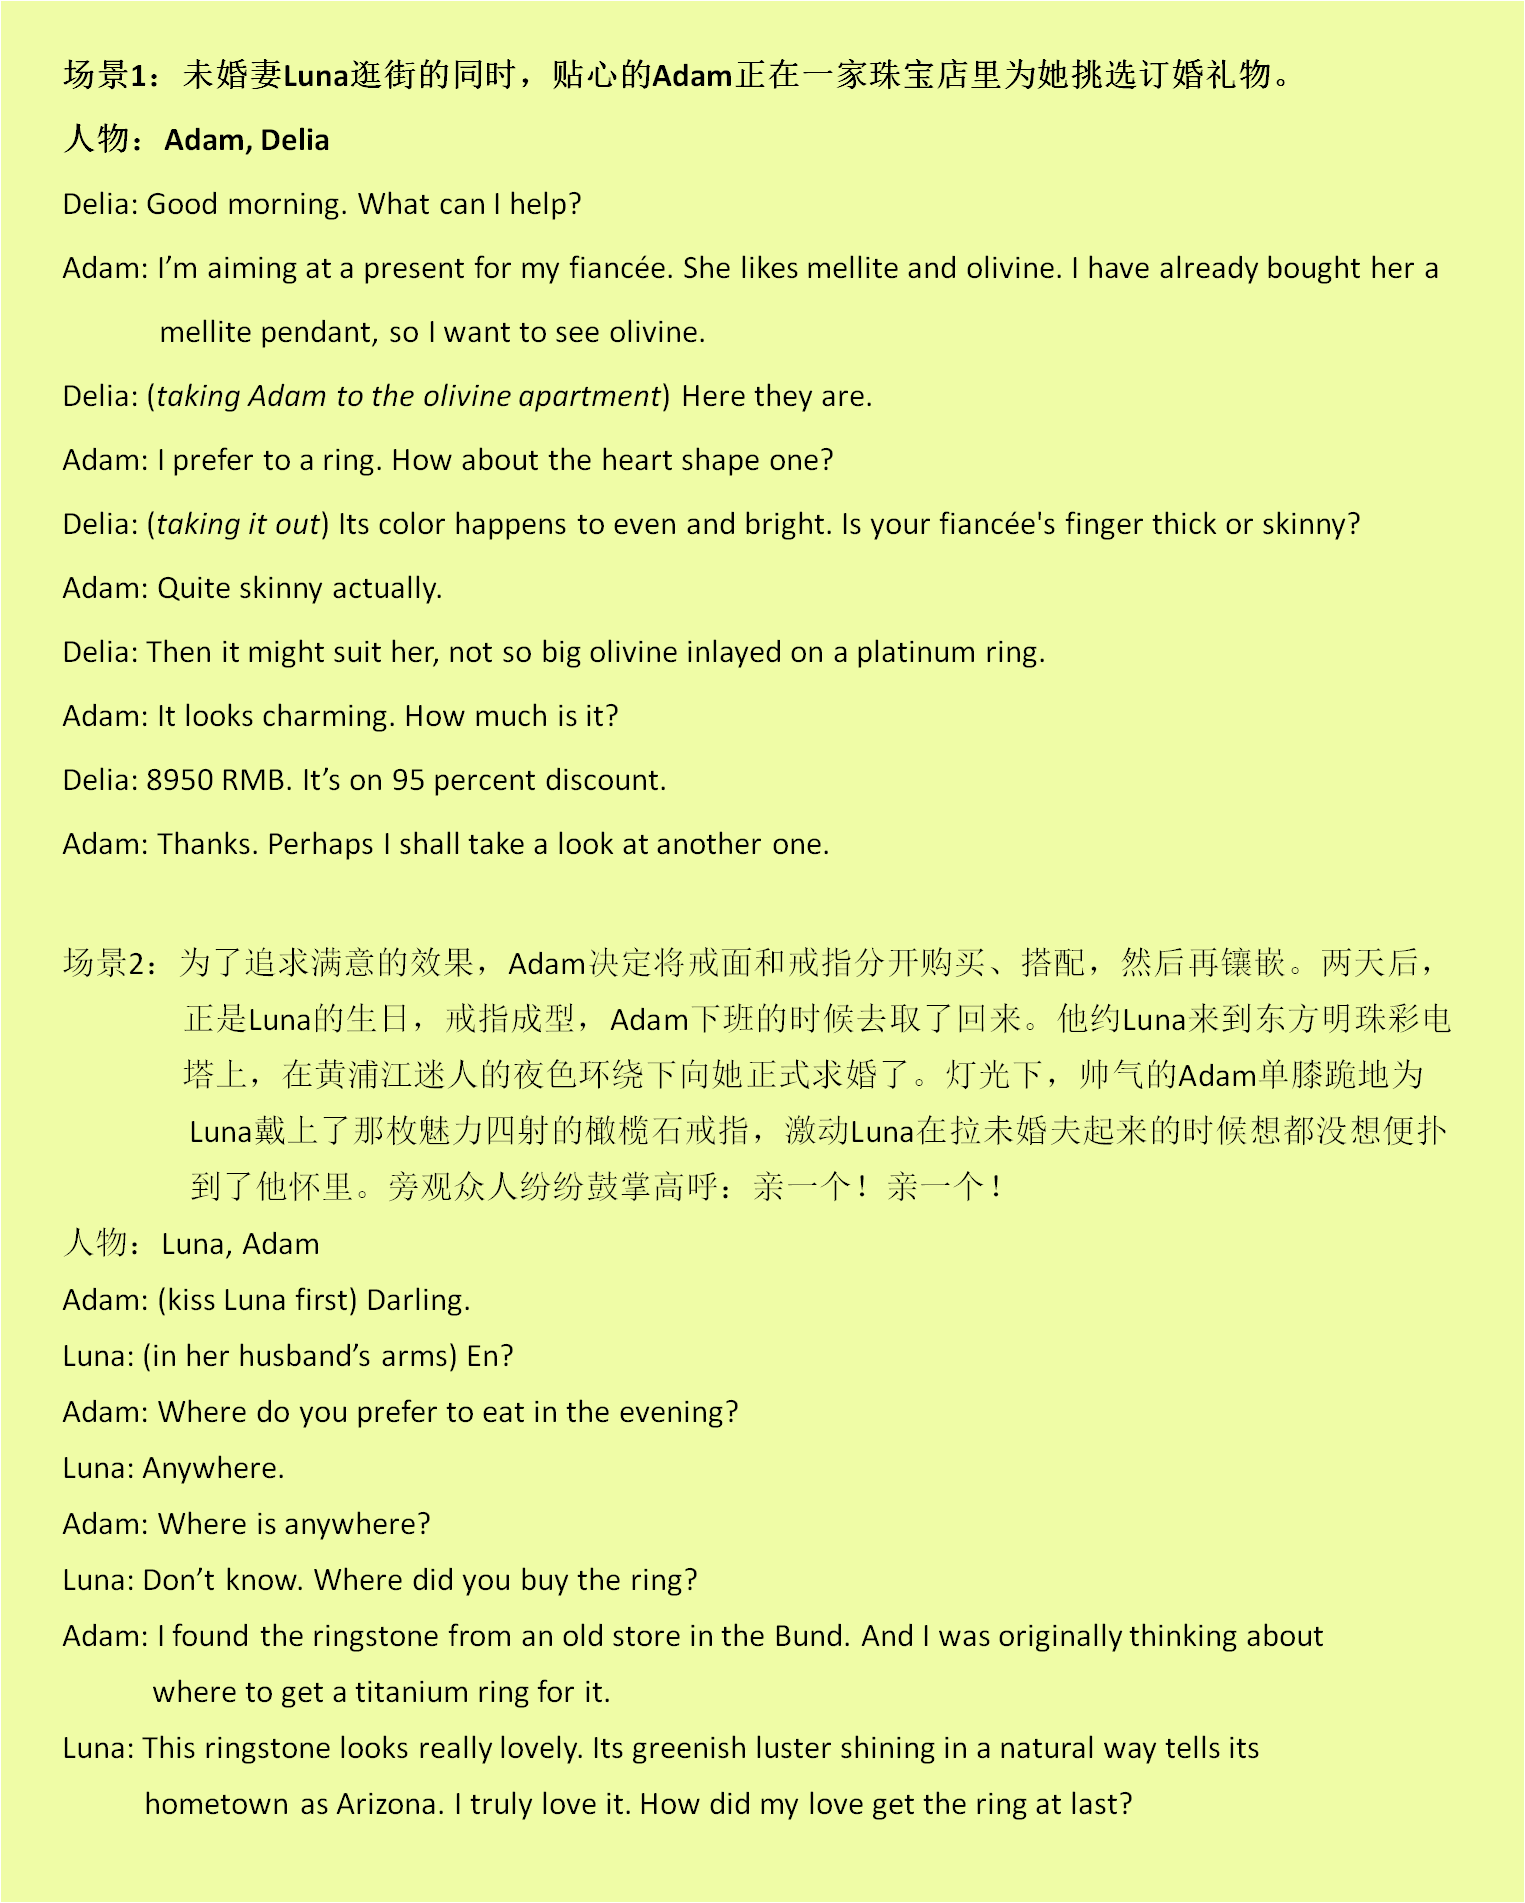 场景1：未婚妻Luna逛街的同时，贴心的Adam正在一家珠宝店里为她挑选订婚礼物。
人物：Adam, Delia
Delia: Good morning. What can I help?
Adam: I’m aiming at a present for my fiancée. She likes mellite and olivine. I have already bought her a
mellite pendant, so I want to see olivine.
Delia: (taking Adam to the olivine apartment) Here they are.
Adam: I prefer to a ring. How about the heart shape one?
Delia: (taking it out) Its color happens to even and bright. Is your fiancée's finger thick or skinny?
Adam: Quite skinny actually.
Delia: Then it might suit her, not so big olivine inlayed on a platinum ring.
Adam: It looks charming. How much is it?
Delia: 8950 RMB. It’s on 95 percent discount.
Adam: Thanks. Perhaps I shall take a look at another one.
场景2：为了追求满意的效果，Adam决定将戒面和戒指分开购买、搭配，然后再镶嵌。两天后，
正是Luna的生日，戒指成型，Adam下班的时候去取了回来。他约Luna来到东方明珠彩电
塔上，在黄浦江迷人的夜色环绕下向她正式求婚了。灯光下，帅气的Adam单膝跪地为
Luna戴上了那枚魅力四射的橄榄石戒指，激动Luna在拉未婚夫起来的时候想都没想便扑
到了他怀里。旁观众人纷纷鼓掌高呼：亲一个！亲一个！
人物：Luna, Adam
Adam: (kiss Luna first) Darling.
Luna: (in her husband’s arms) En?
Adam: Where do you prefer to eat in the evening?
Luna: Anywhere.
Adam: Where is anywhere?
Luna: Don’t know. Where did you buy the ring?
Adam: I found the ringstone from an old store in the Bund. And I was originally thinking about
where to get a titanium ring for it.
Luna: This ringstone looks really lovely. Its greenish luster shining in a natural way tells its
hometown as Arizona. I truly love it. How did my love get the ring at last?